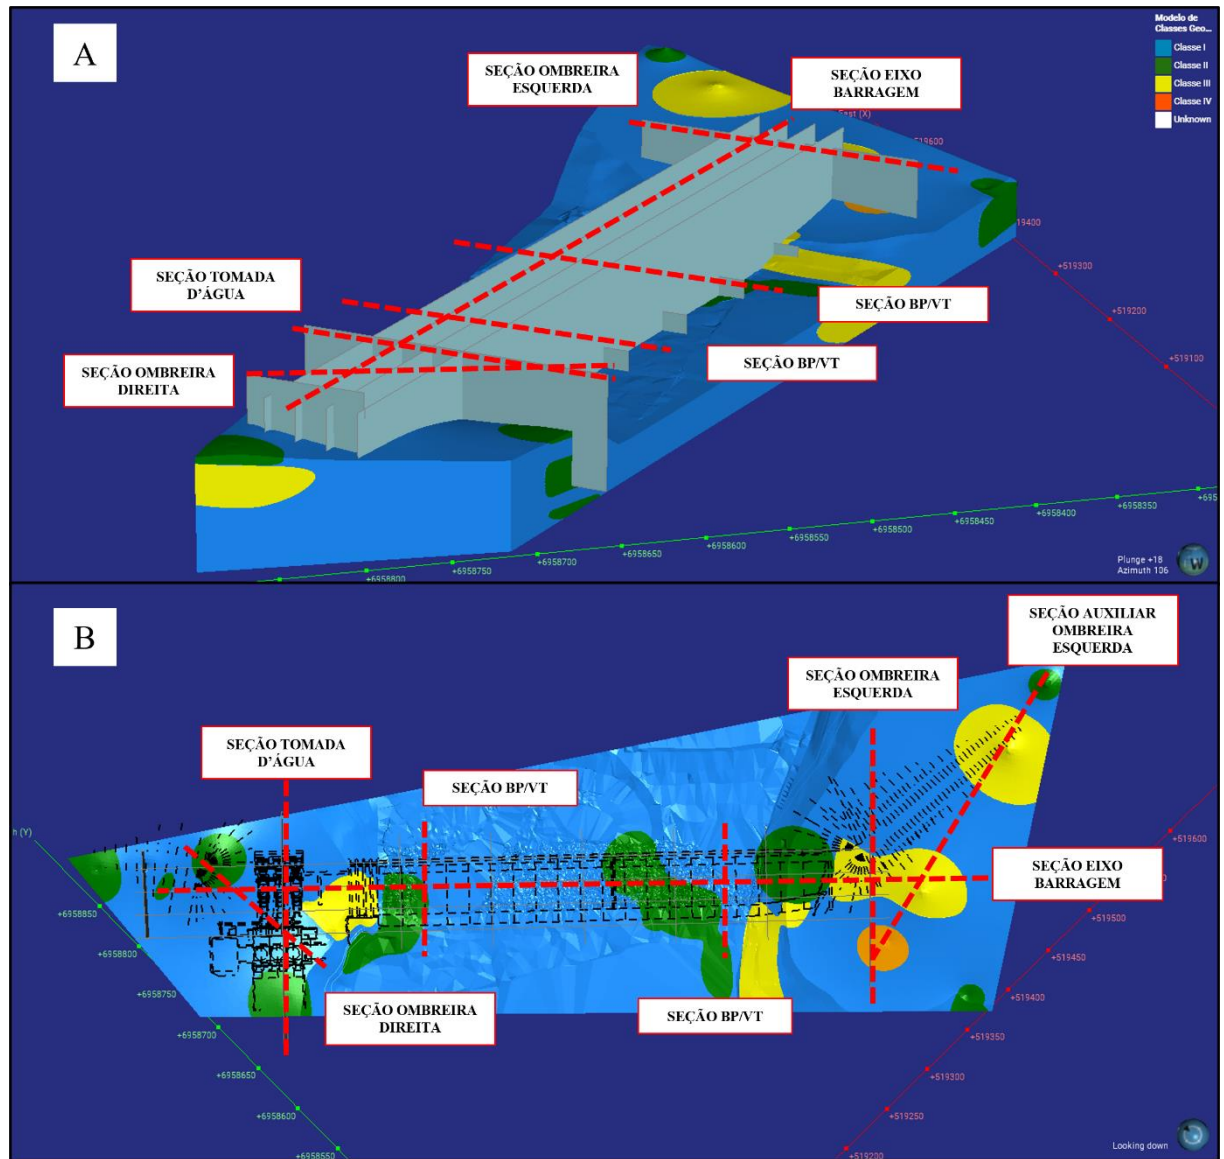 A
Modelo de
Classes Geo...
Classe I
Classe II
Classe III
Classe IV
Unknown
SEÇÃO OMBREIRA
ESQUERDA
SEÇÃO EIXO
BARRAGEM
East (X)
+519400
+519300
+519200
+519100
SEÇÃO TOMADA
D'ÁGUA
SEÇÃO BP/VT
SEÇÃO BP/VT
SEÇÃO OMBREIRA
DIREITA
+6958800
+6958750
+6958700
+6958650
+6958600
+6958550
+6958500
+6958450
+6958400
+6958350
Plunge +18
Azimuth 106
W
B
SEÇÃO AUXILIAR
OMBREIRA
ESQUERDA
SEÇÃO OMBREIRA
ESQUERDA
SEÇÃO TOMADA
D'ÁGUA
SEÇÃO BP/VT
SEÇÃO EIXO
BARRAGEM
SEÇÃO OMBREIRA
DIREITA
SEÇÃO BP/VT
h (Y)
+6958850
+6958800
+6958750
+6958700
+6958650
+6958600
+6958550
+519600
+519500
+519450
+519400
+519350
+519300
+519250
+519200
Looking down